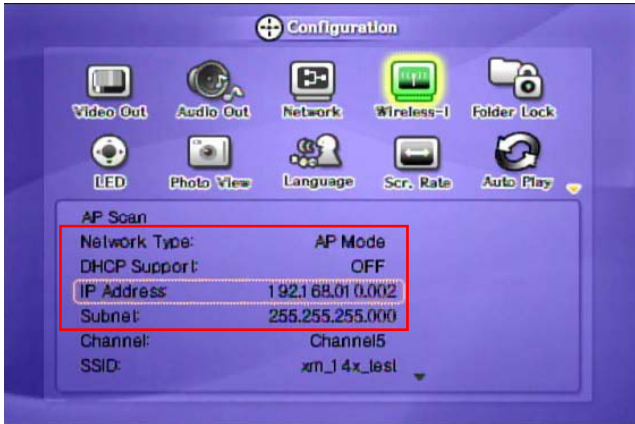 Configuration
Video Out Audio Out Network Wireless-I Folder Lock
LED Photo View Language Scr. Rate Auto Play
AP Scan
Network Type: AP Mode
DHCP Support: OFF
IP Address 192.168.010.002
Subnet: 255.255.255.000
Channel: Channel5
SSID: xm_14x_test